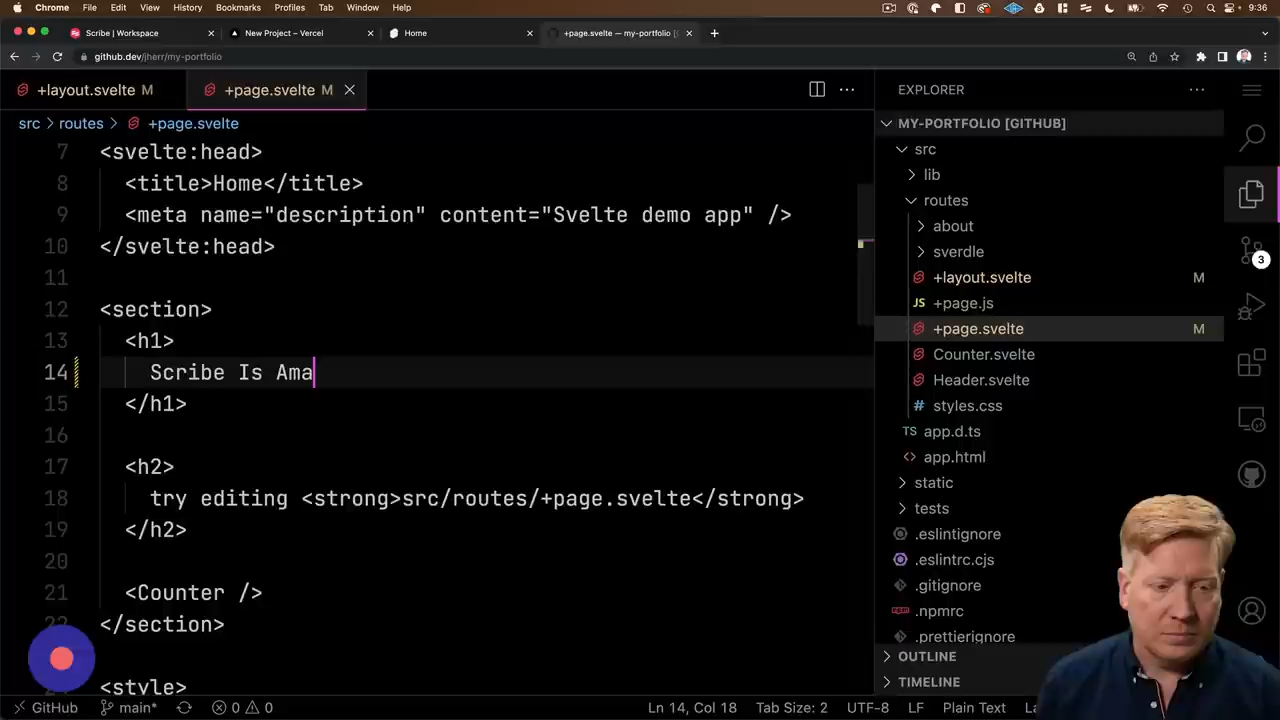 Chrome File Edit View History Bookmarks Profiles Tab Window Help 9:36
Scribe | Workspace New Project – Vercel Home +page.svelte — my-portfolio [
github.dev/jherr/my-portfolio
+layout.svelte M +page.svelte M
src > routes > +page.svelte
7 <svelte:head>
8 <title>Home</title>
9 <meta name="description" content="Svelte demo app" />
10 </svelte:head>
11
12 <section>
13 <h1>
14 Scribe Is Ama
15 </h1>
16
17 <h2>
18 try editing <strong>src/routes/+page.svelte</strong>
19 </h2>
20
21 <Counter />
22 </section>
<style>
EXPLORER
MY-PORTFOLIO [GITHUB]
src
lib
routes
about
sverdle
+layout.svelte M
JS +page.js
+page.svelte M
Counter.svelte
Header.svelte
# styles.css
TS app.d.ts
<> app.html
static
tests
.eslintignore
.eslintrc.cjs
.gitignore
.npmrc
.prettierignore
OUTLINE
TIMELINE
3
GitHub main* 0 0 Ln 14, Col 18 Tab Size: 2 UTF-8 LF Plain Text